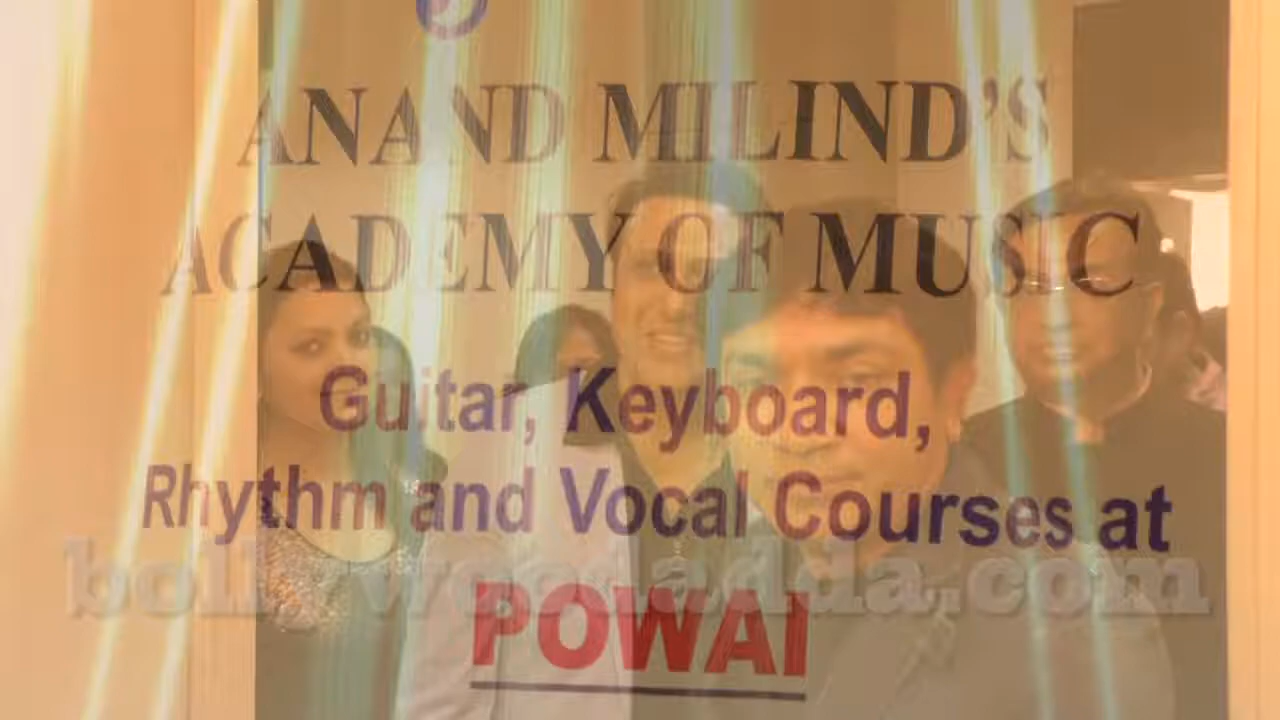 ANAND MILIND'S
ACADEMY OF MUSIC
Guitar, Keyboard,
Rhythm and Vocal Courses at
POWAI
bollywoodadda.com